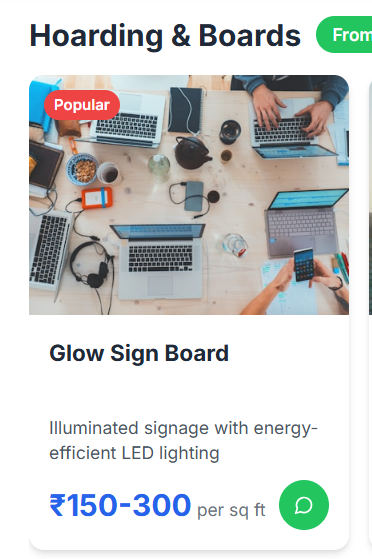 Hoarding & Boards
From
Popular
Glow Sign Board
Illuminated signage with energy-
efficient LED lighting
₹150-300 per sq ft